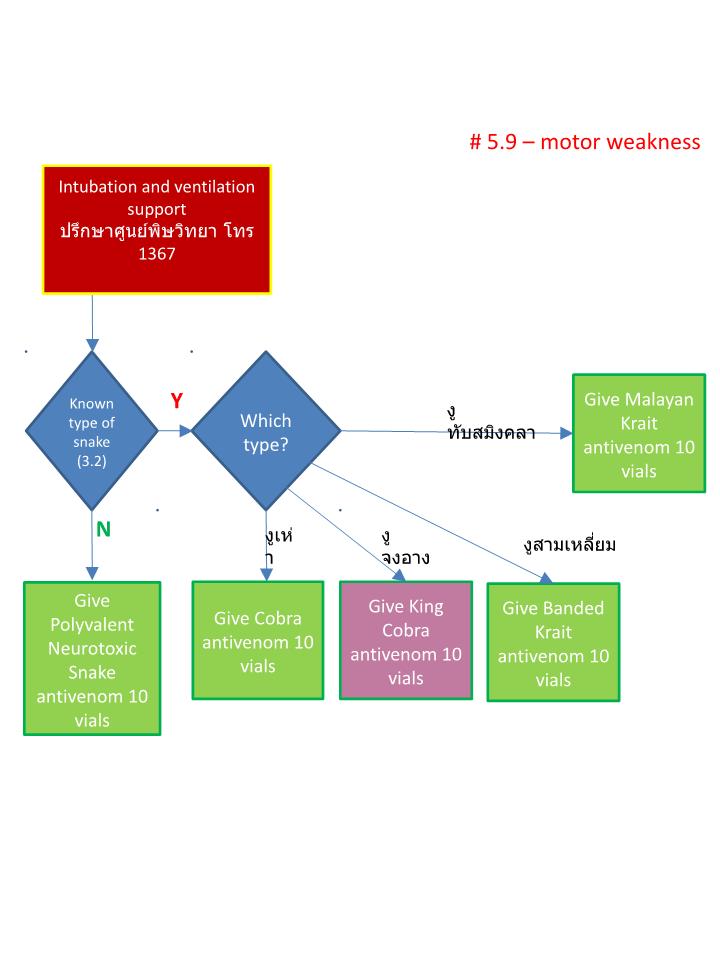 # 5.9 – motor weakness
Intubation and ventilation
support
ปรึกษาศูนย์พิษวิทยา โทร
1367
Known
type of
snake
(3.2)
Y
Which
type?
งู
ทับสมิงคลา
Give Malayan
Krait
antivenom 10
vials
N
งูเห่
า
งู
จงอาง
งูสามเหลี่ยม
Give
Polyvalent
Neurotoxic
Snake
antivenom 10
vials
Give Cobra
antivenom 10
vials
Give King
Cobra
antivenom 10
vials
Give Banded
Krait
antivenom 10
vials